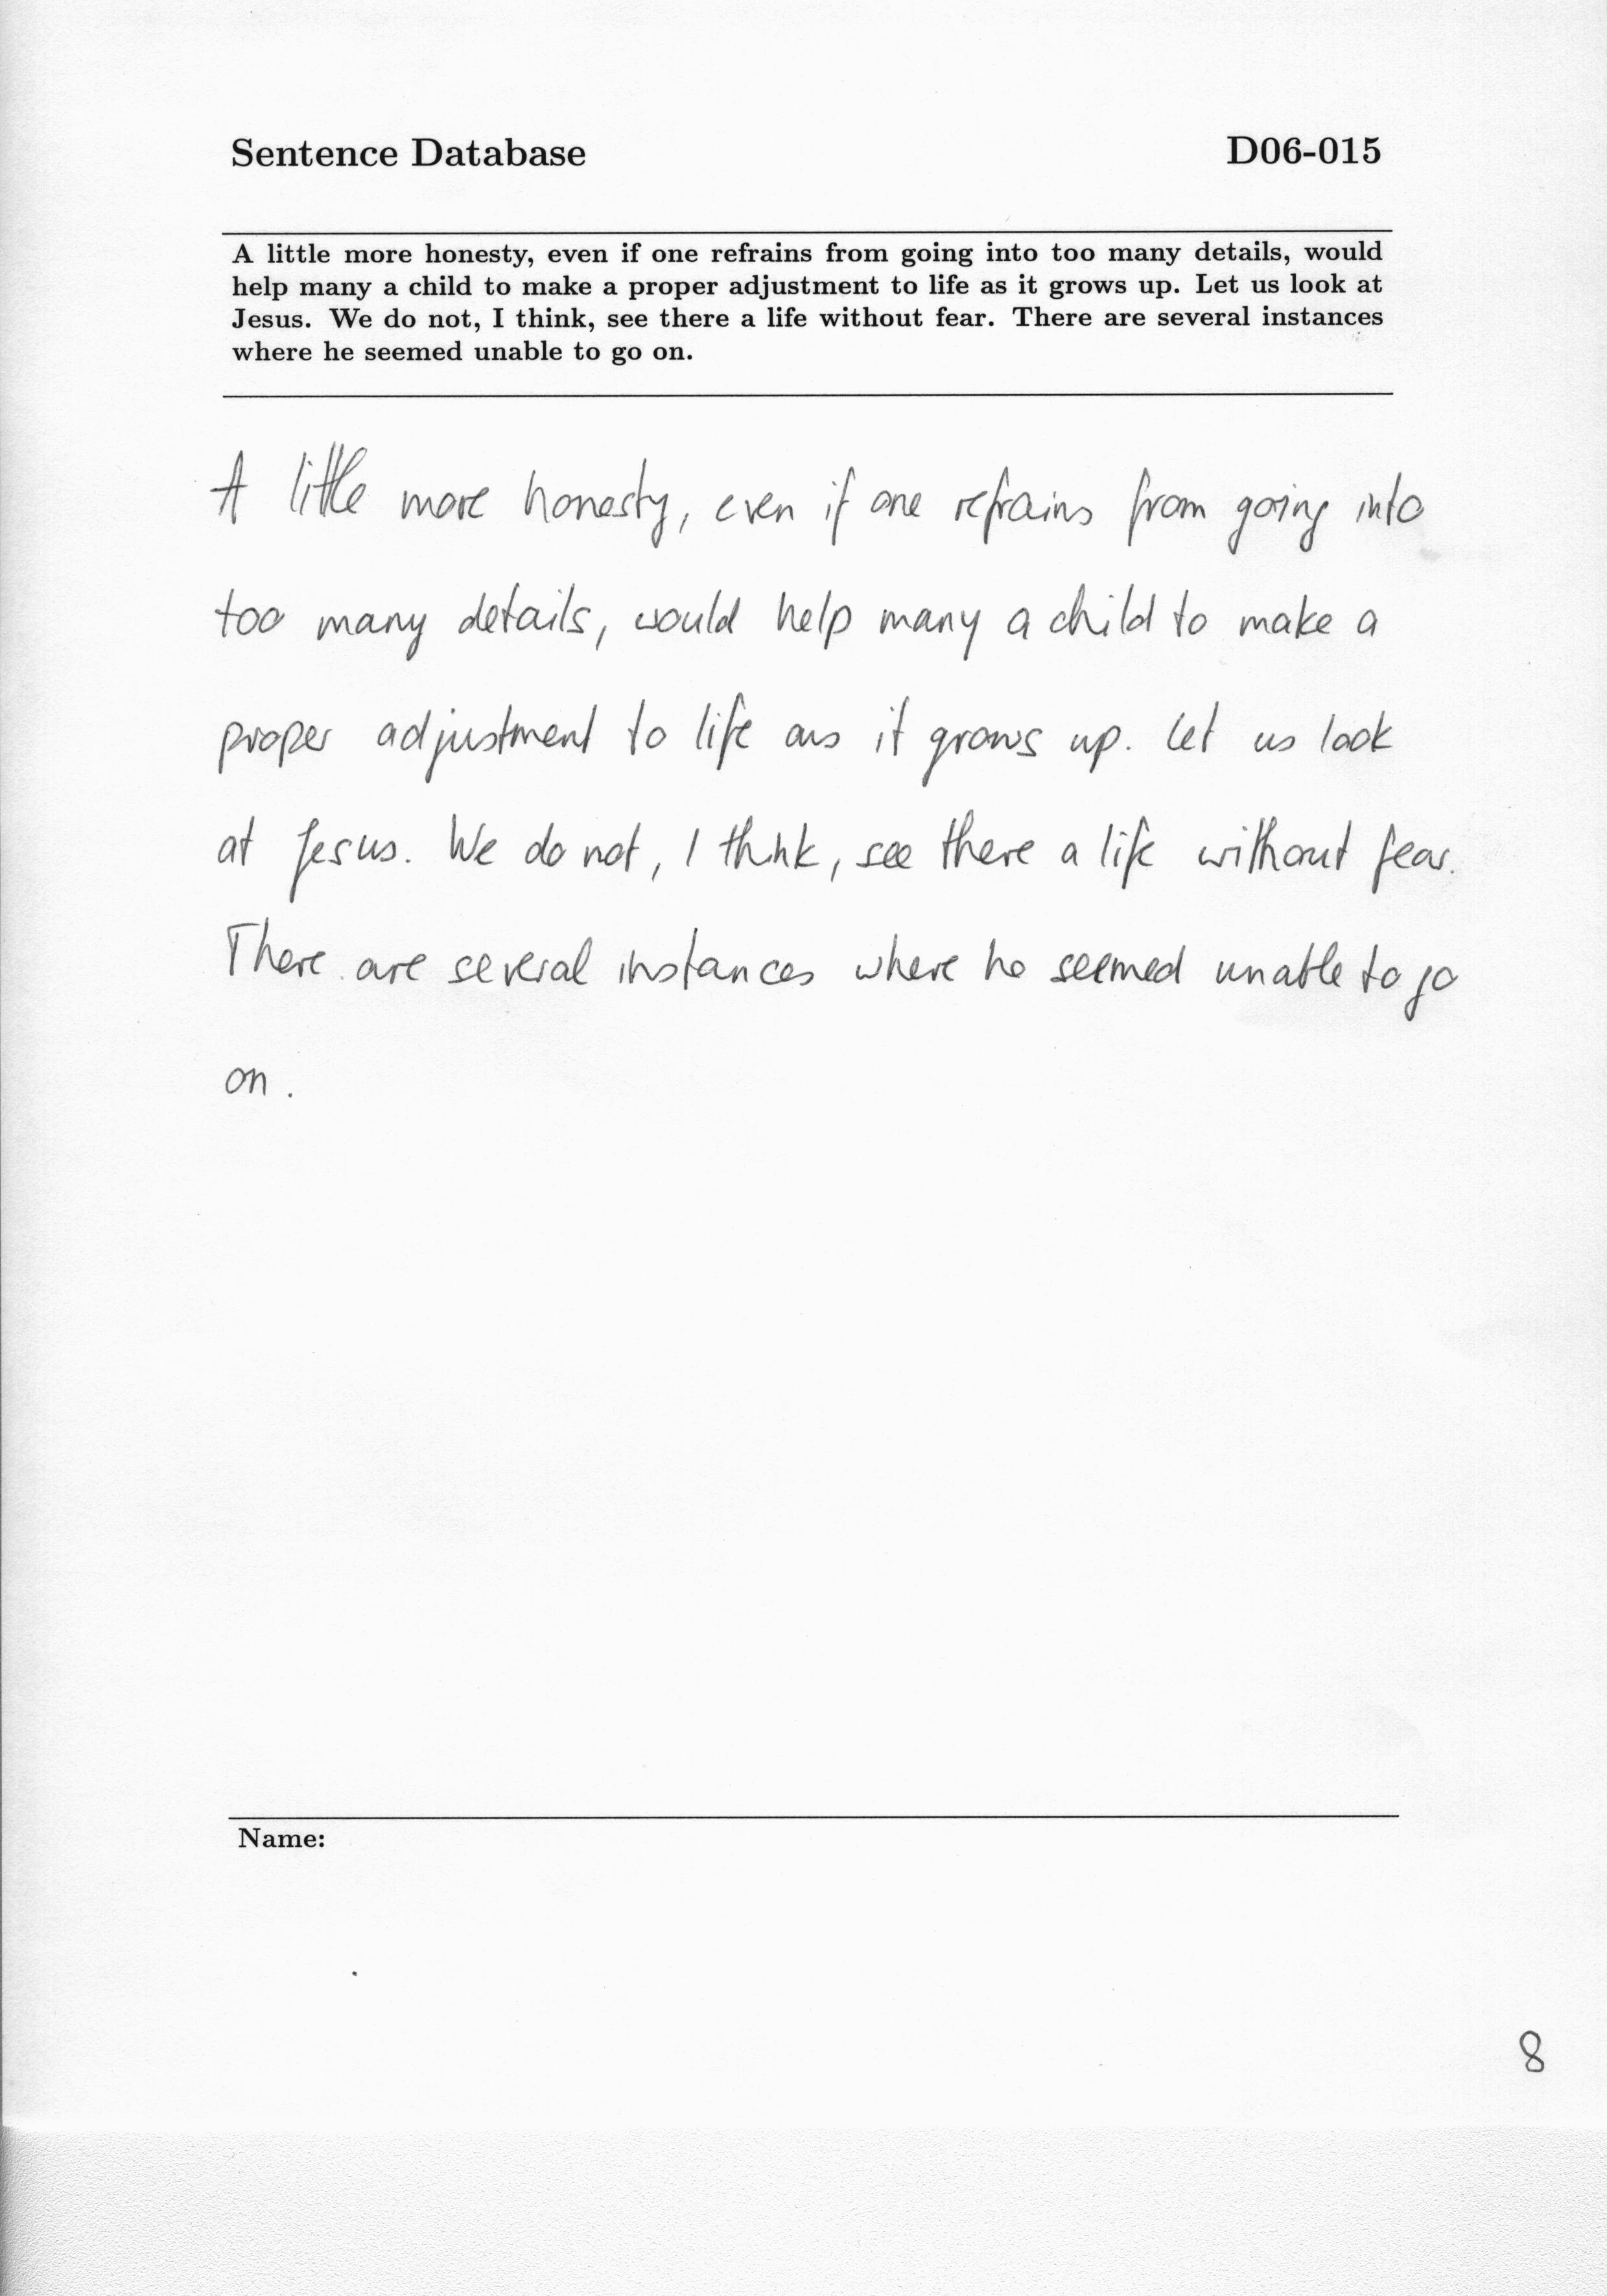 Sentence Database D06-015
A little more honesty, even if one refrains from going into too many details, would
help many a child to make a proper adjustment to life as it grows up. Let us look at
Jesus. We do not, I think, see there a life without fear. There are several instances
where he seemed unable to go on.
A little more honesty, even if one refrains from going into
too many details, would help many a child to make a
proper adjustment to life as it grows up. Let us look
at Jesus. We do not, I think, see there a life without fear.
There are several instances where he seemed unable to go
on.
Name:
8